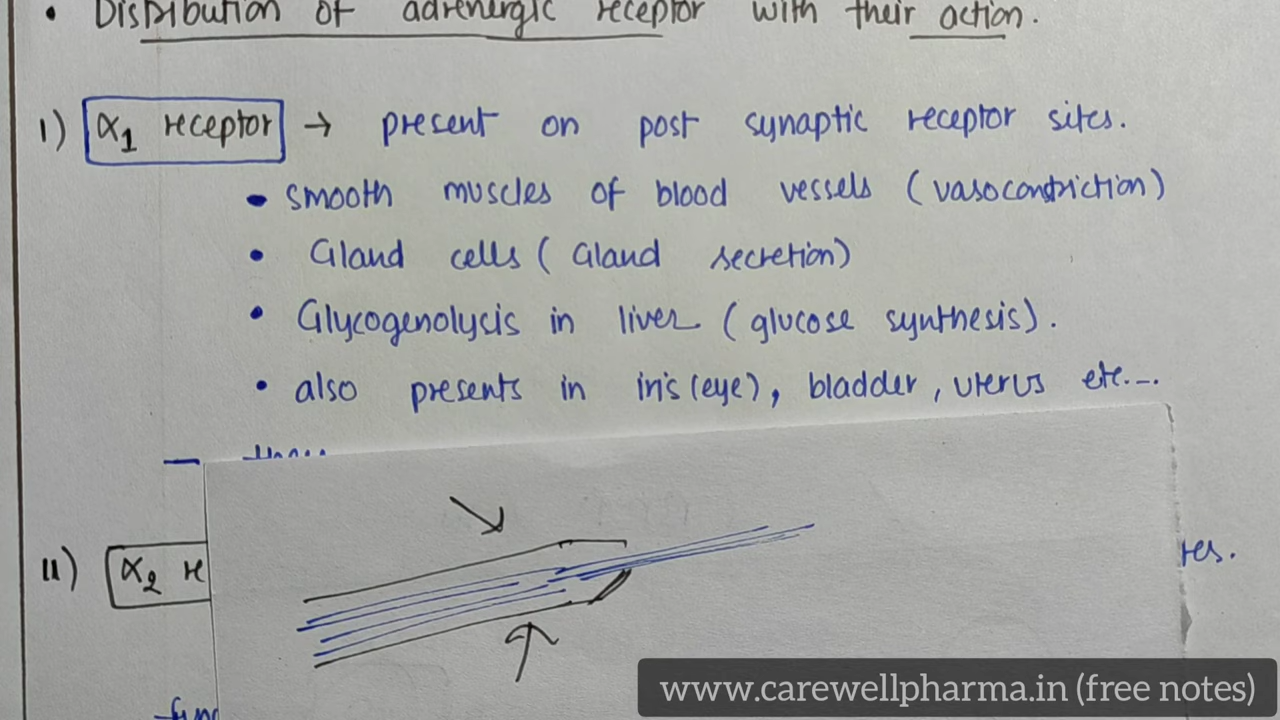 • Distribution of adrenergic receptor with their action.
I) α1 receptor → present on post synaptic receptor sites.
• smooth muscles of blood vessels (vasoconstriction)
• Gland cells (Gland secretion)
• Glycogenolysis in liver (glucose synthesis).
• also presents in iris (eye), bladder, uterus etc...
II) α2 re
res.
www.carewellpharma.in (free notes)